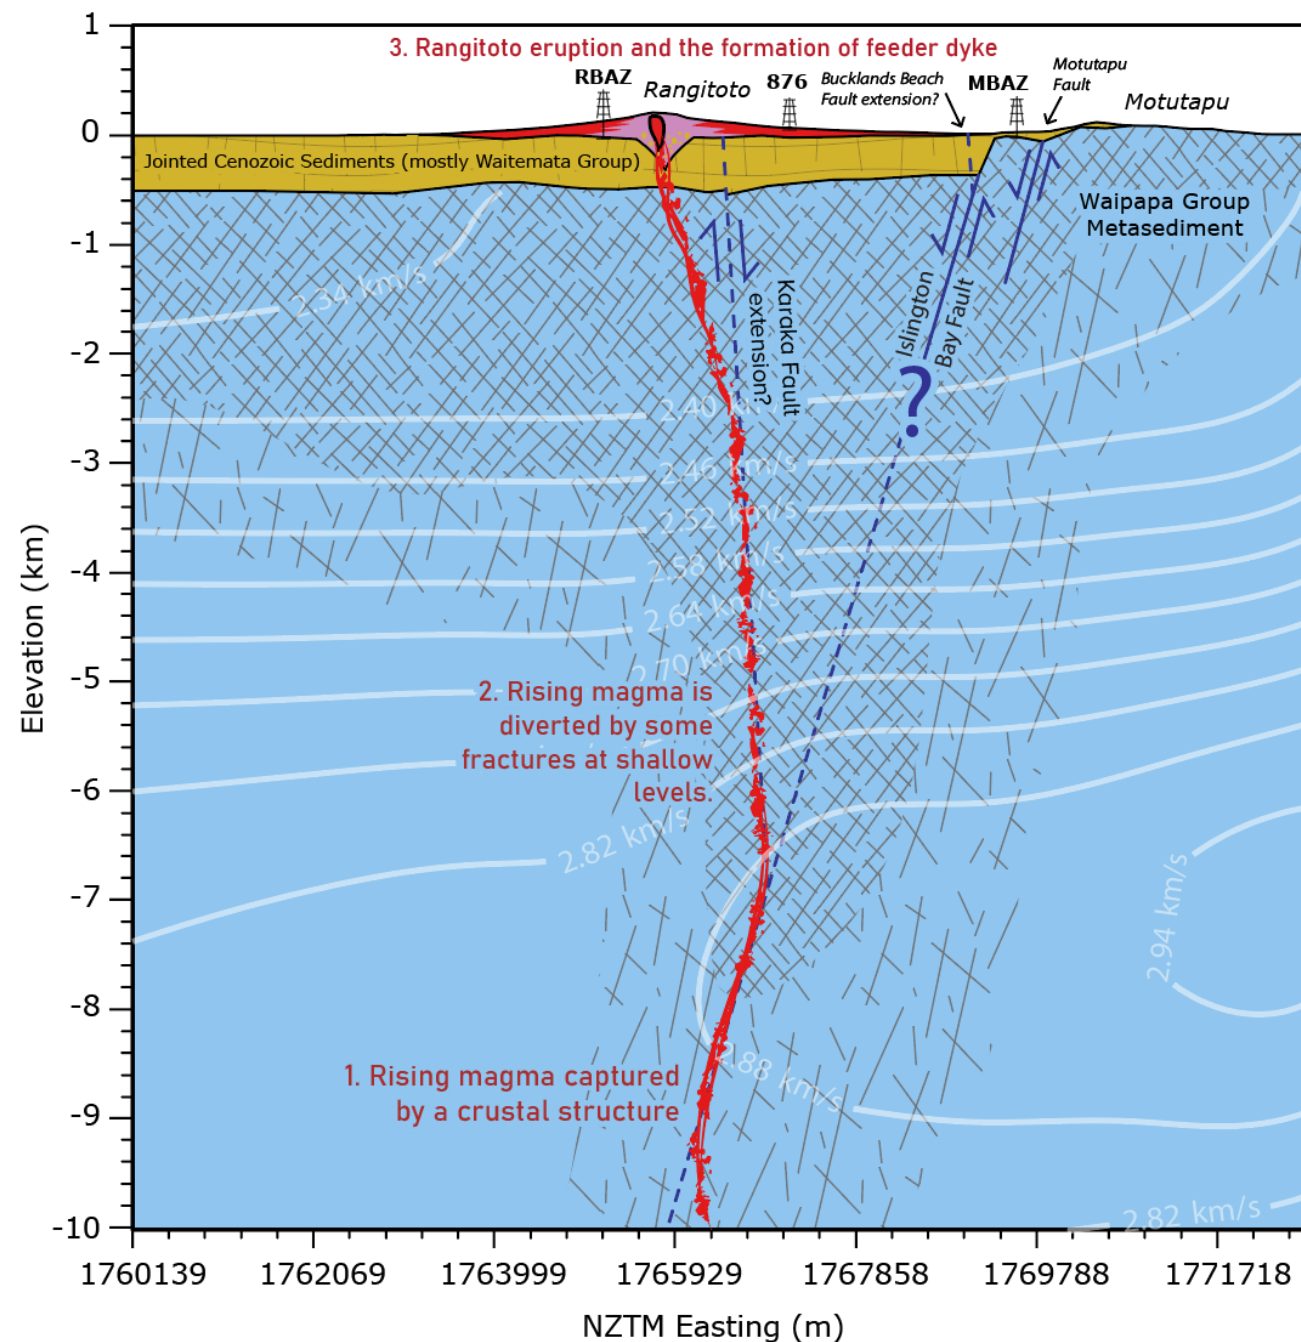 3. Rangitoto eruption and the formation of feeder dyke
RBAZ
Rangitoto
876
Bucklands Beach
Fault extension?
MBAZ
Motutapu
Fault
Motutapu
Jointed Cenozoic Sediments (mostly Waitemata Group)
Waipapa Group
Metasediment
Karaka Fault
extension?
Islington
Bay Fault
?
2.34 km/s
2.40 km/s
2.46 km/s
2.52 km/s
2.58 km/s
2.64 km/s
2.70 km/s
2. Rising magma is
diverted by some
fractures at shallow
levels.
2.82 km/s
2.94 km/s
2.88 km/s
1. Rising magma captured
by a crustal structure
2.82 km/s
Elevation (km)
1
0
-1
-2
-3
-4
-5
-6
-7
-8
-9
-10
1760139 1762069 1763999 1765929 1767858 1769788 1771718
NZTM Easting (m)